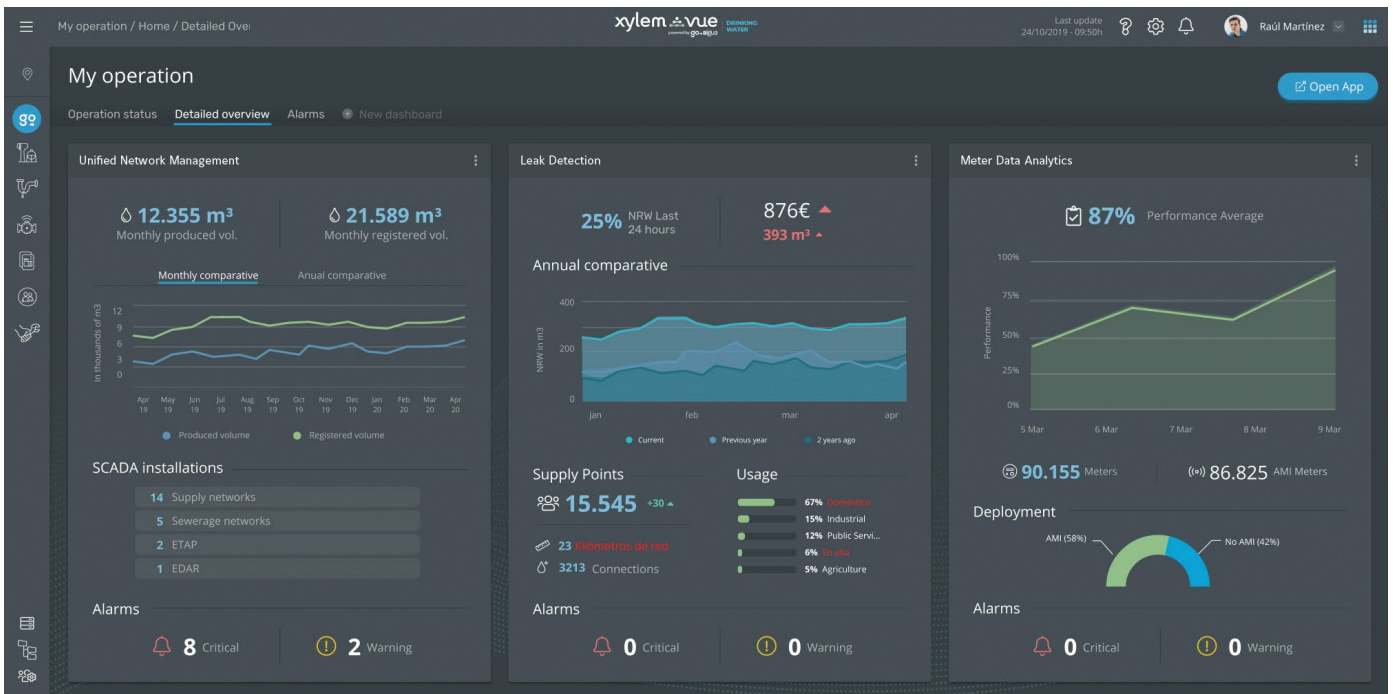 My operation / Home / Detailed Over
xylem vue DRINKING WATER
powered by go-aigua
Last update
24/10/2019 - 09:50h
Raúl Martínez
My operation
Open App
go
Operation status Detailed overview Alarms New dashboard
Unified Network Management
12.355 m³
Monthly produced vol.
21.589 m³
Monthly registered vol.
Monthly comparative Anual comparative
In thousands of m3
12
9
6
3
0
Apr 19 May 19 Jun 19 Jul 19 Aug 19 Sep 19 Oct 19 Nov 19 Dec 19 Jan 20 Feb 20 Mar 20 Apr 20
Produced volume Registered volume
SCADA installations
14 Supply networks
5 Sewerage networks
2 ETAP
1 EDAR
Alarms
8 Critical
2 Warning
Leak Detection
25% NRW Last 24 hours
876€
393 m³
Annual comparative
NRW in m3
400
200
0
jan feb mar apr
Current Previous year 2 years ago
Supply Points
15.545 +30
23 Kilómetros de red
3213 Connections
Usage
67% Doméstico
15% Industrial
12% Public Servi...
6% En alta
5% Agriculture
Alarms
0 Critical
0 Warning
Meter Data Analytics
87% Performance Average
Performance
100%
75%
50%
25%
0%
5 Mar 6 Mar 7 Mar 8 Mar 9 Mar
90.155 Meters
86.825 AMI Meters
Deployment
AMI (58%)
No AMI (42%)
Alarms
0 Critical
0 Warning